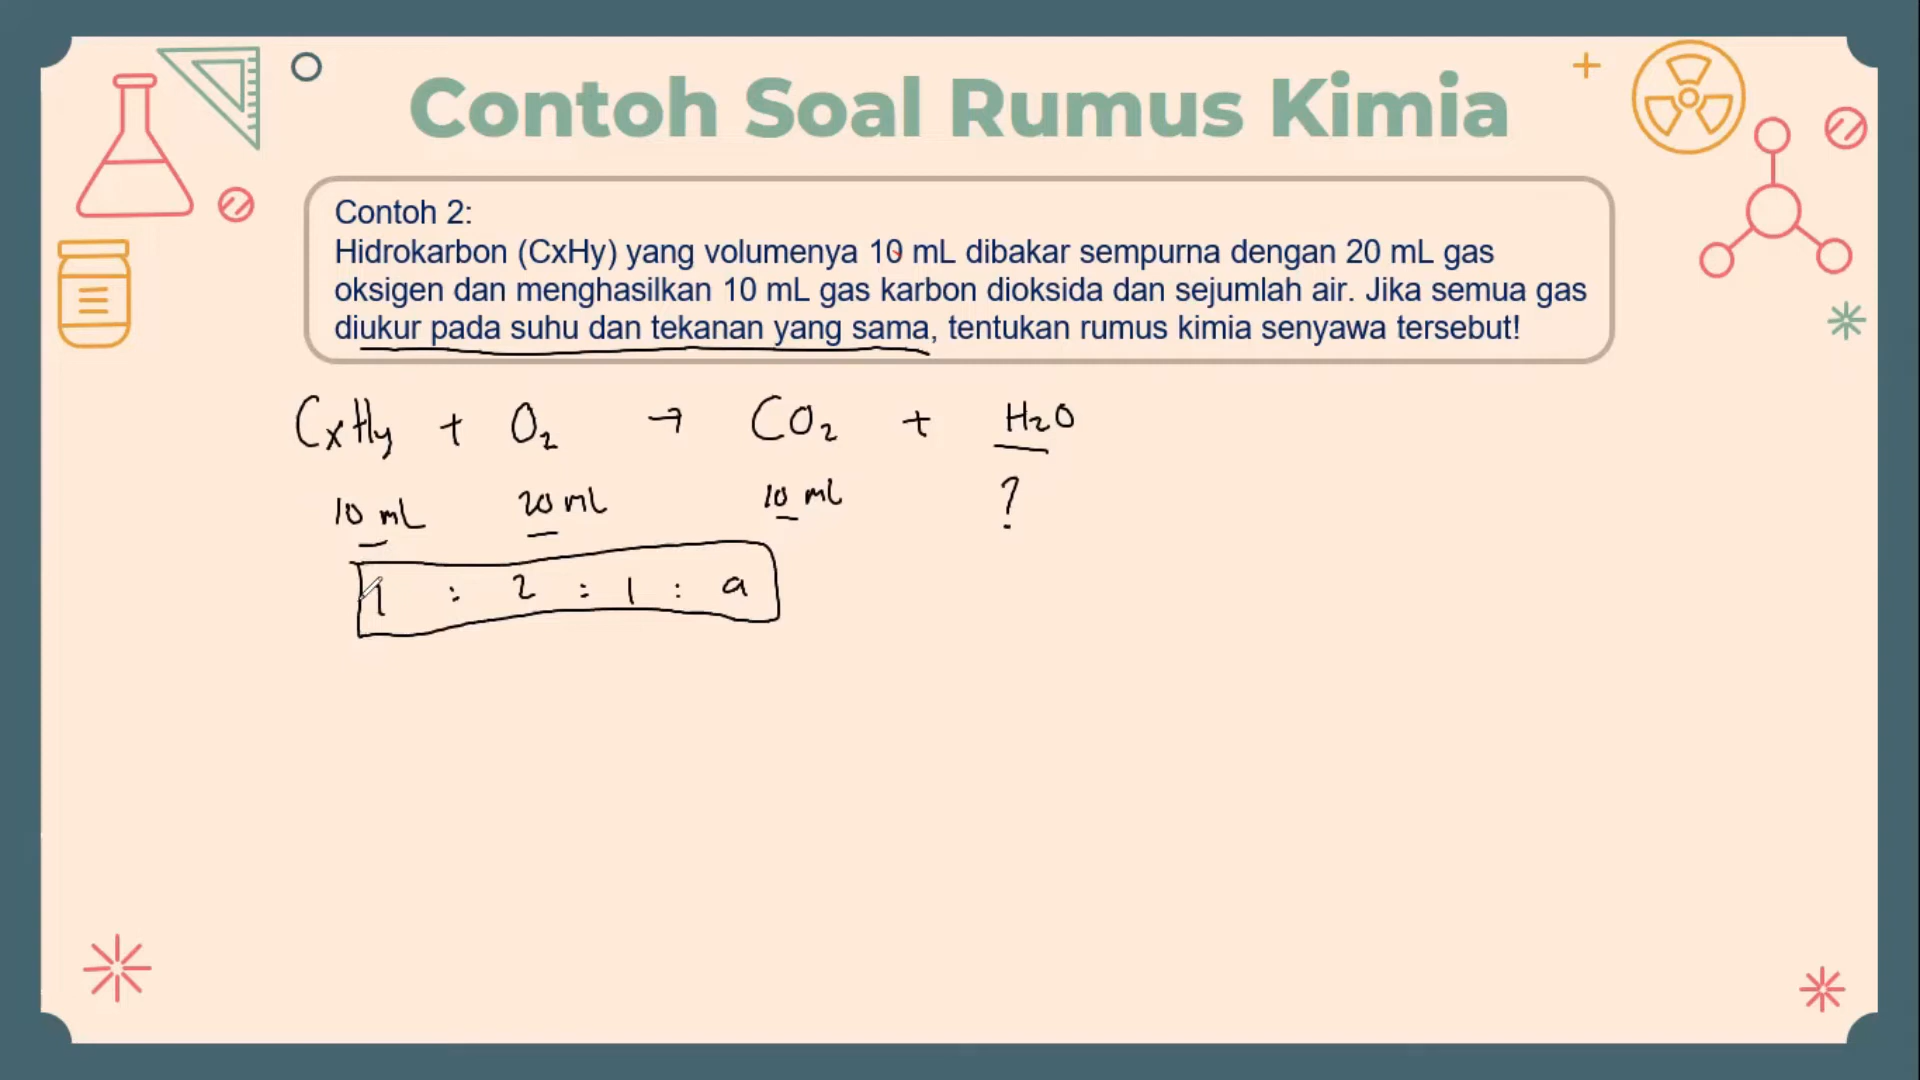 Contoh Soal Rumus Kimia
Contoh 2:
Hidrokarbon (CxHy) yang volumenya 10 mL dibakar sempurna dengan 20 mL gas
oksigen dan menghasilkan 10 mL gas karbon dioksida dan sejumlah air. Jika semua gas
diukur pada suhu dan tekanan yang sama, tentukan rumus kimia senyawa tersebut!
CxHy + O₂ → CO₂ + H₂O
10 mL 20 mL 10 mL ?
1 : 2 : 1 : a